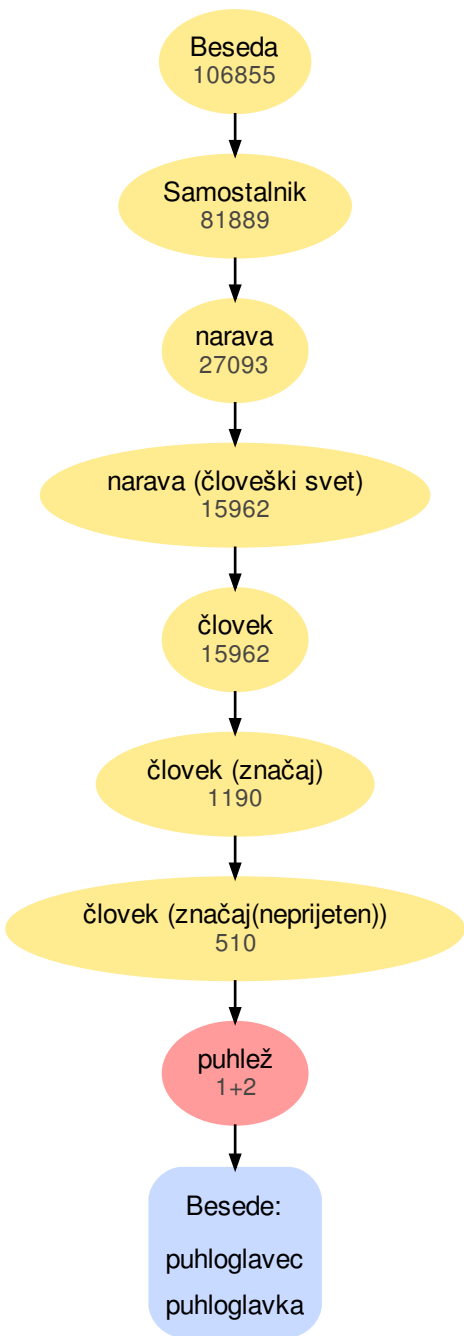 Beseda
106855
Samostalnik
81889
narava
27093
narava (človeški svet)
15962
človek
15962
človek (značaj)
1190
človek (značaj(neprijeten))
510
puhlež
1+2
Besede:
puhloglavec
puhloglavka